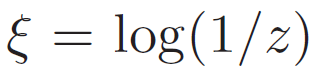 ξ = log(1/z)